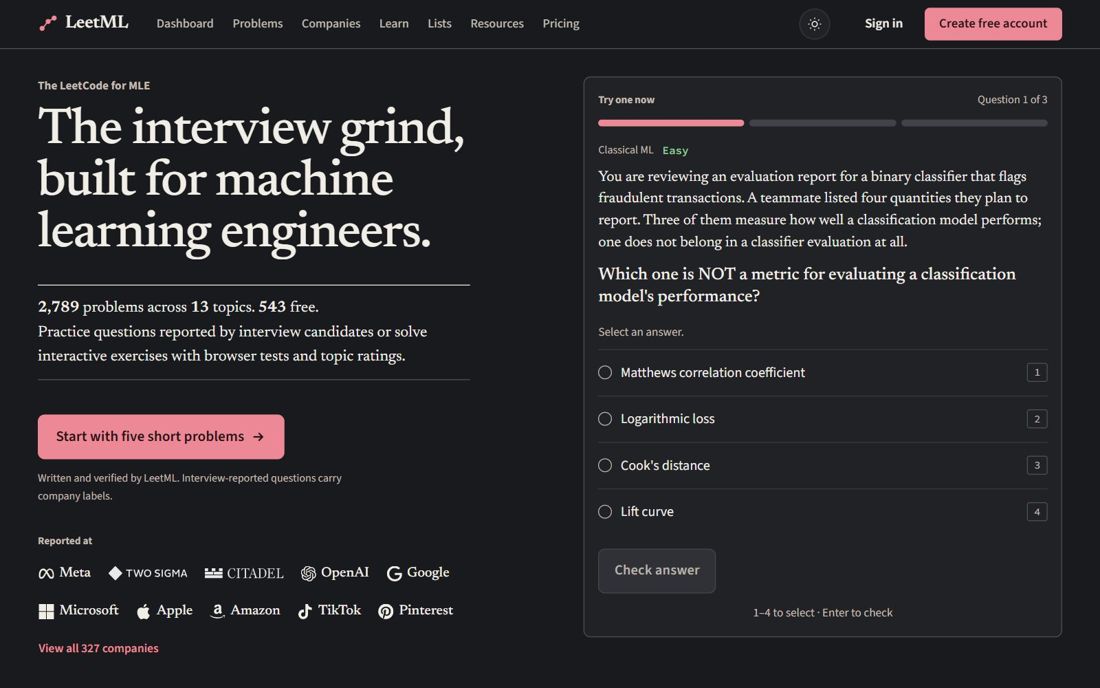 LeetML Dashboard Problems Companies Learn Lists Resources Pricing Sign in Create free account
The LeetCode for MLE
The interview grind,
built for machine
learning engineers.
2,789 problems across 13 topics. 543 free.
Practice questions reported by interview candidates or solve
interactive exercises with browser tests and topic ratings.
Start with five short problems →
Written and verified by LeetML. Interview-reported questions carry
company labels.
Reported at
Meta TWO SIGMA CITADEL OpenAI Google
Microsoft Apple Amazon TikTok Pinterest
View all 327 companies
Try one now Question 1 of 3
Classical ML Easy
You are reviewing an evaluation report for a binary classifier that flags
fraudulent transactions. A teammate listed four quantities they plan to
report. Three of them measure how well a classification model performs;
one does not belong in a classifier evaluation at all.
Which one is NOT a metric for evaluating a classification
model's performance?
Select an answer.
Matthews correlation coefficient 1
Logarithmic loss 2
Cook's distance 3
Lift curve 4
Check answer
1–4 to select · Enter to check